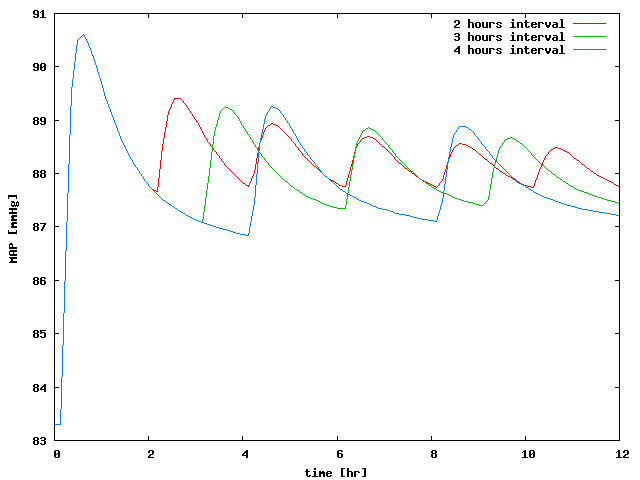 91
2 hours interval
3 hours interval
4 hours interval
90
89
88
87
86
85
84
83
MAP [mmHg]
0 2 4 6 8 10 12
time [hr]